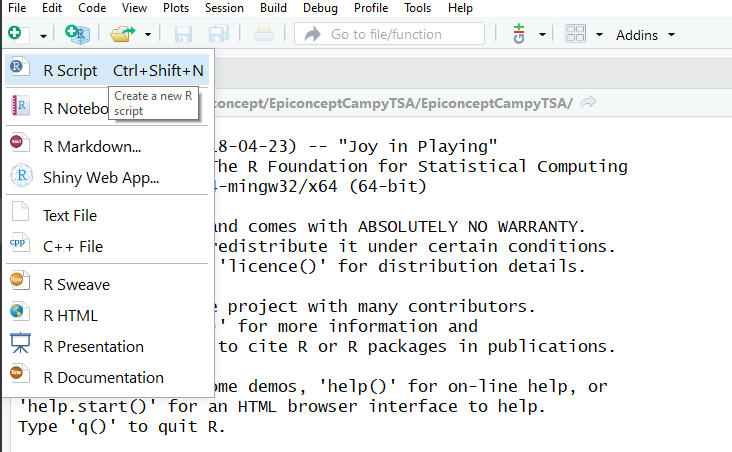 File Edit Code View Plots Session Build Debug Profile Tools Help
Go to file/function
Addins
R Script Ctrl+Shift+N
Create a new R
script
R Notebo
concept/EpiconceptCampyTSA/EpiconceptCampyTSA/
R Markdown...
18-04-23) -- "Joy in Playing"
The R Foundation for Statistical Computing
Shiny Web App...
4-mingw32/x64 (64-bit)
Text File
and comes with ABSOLUTELY NO WARRANTY.
C++ File
redistribute it under certain conditions.
'licence()' for distribution details.
R Sweave
e project with many contributors.
R HTML
)' for more information and
R Presentation
to cite R or R packages in publications.
R Documentation
ome demos, 'help()' for on-line help, or
'help.start()' for an HTML browser interface to help.
Type 'q()' to quit R.